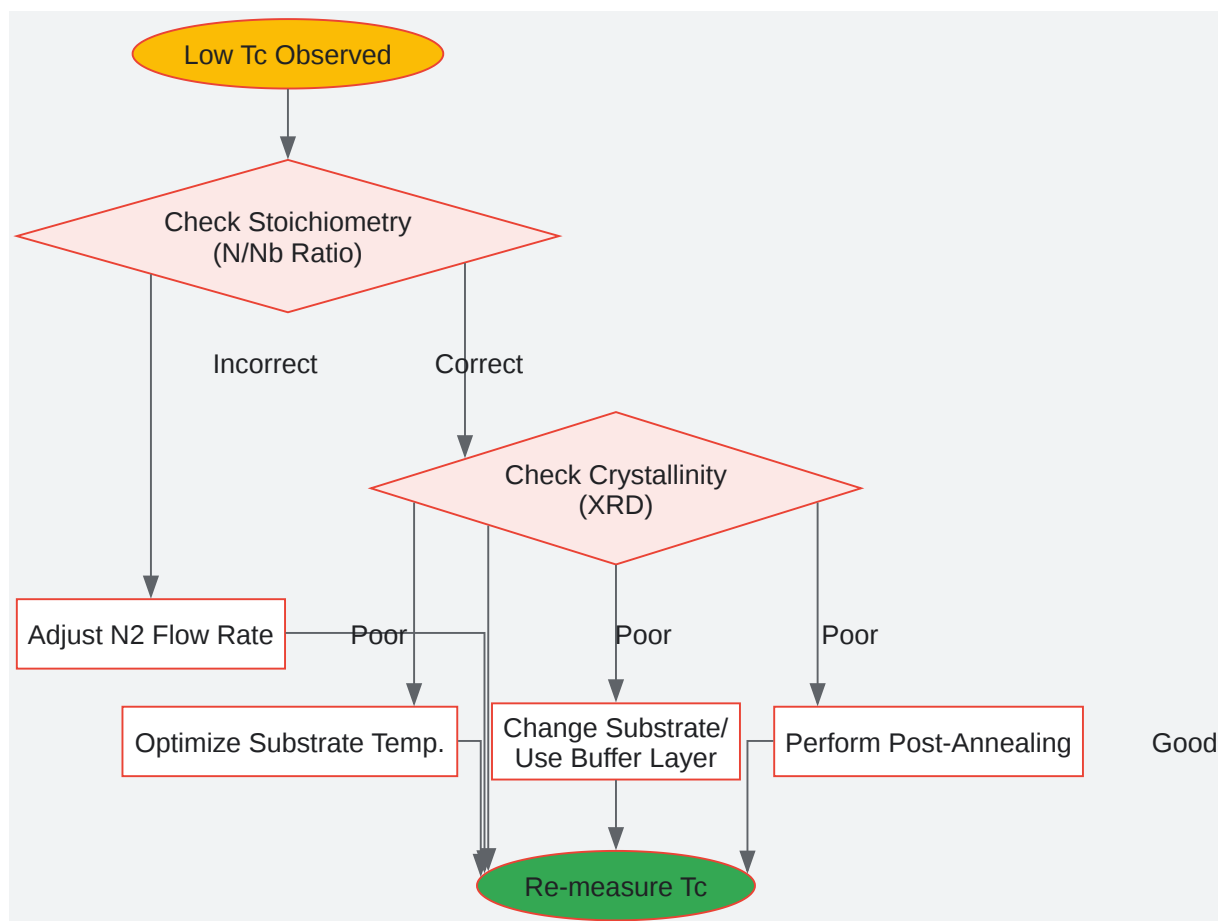 Low Tc Observed
Check Stoichiometry
(N/Nb Ratio)
Incorrect
Correct
Check Crystallinity
(XRD)
Adjust N2 Flow Rate
Poor
Poor
Poor
Optimize Substrate Temp.
Change Substrate/
Use Buffer Layer
Perform Post-Annealing
Good
Re-measure Tc